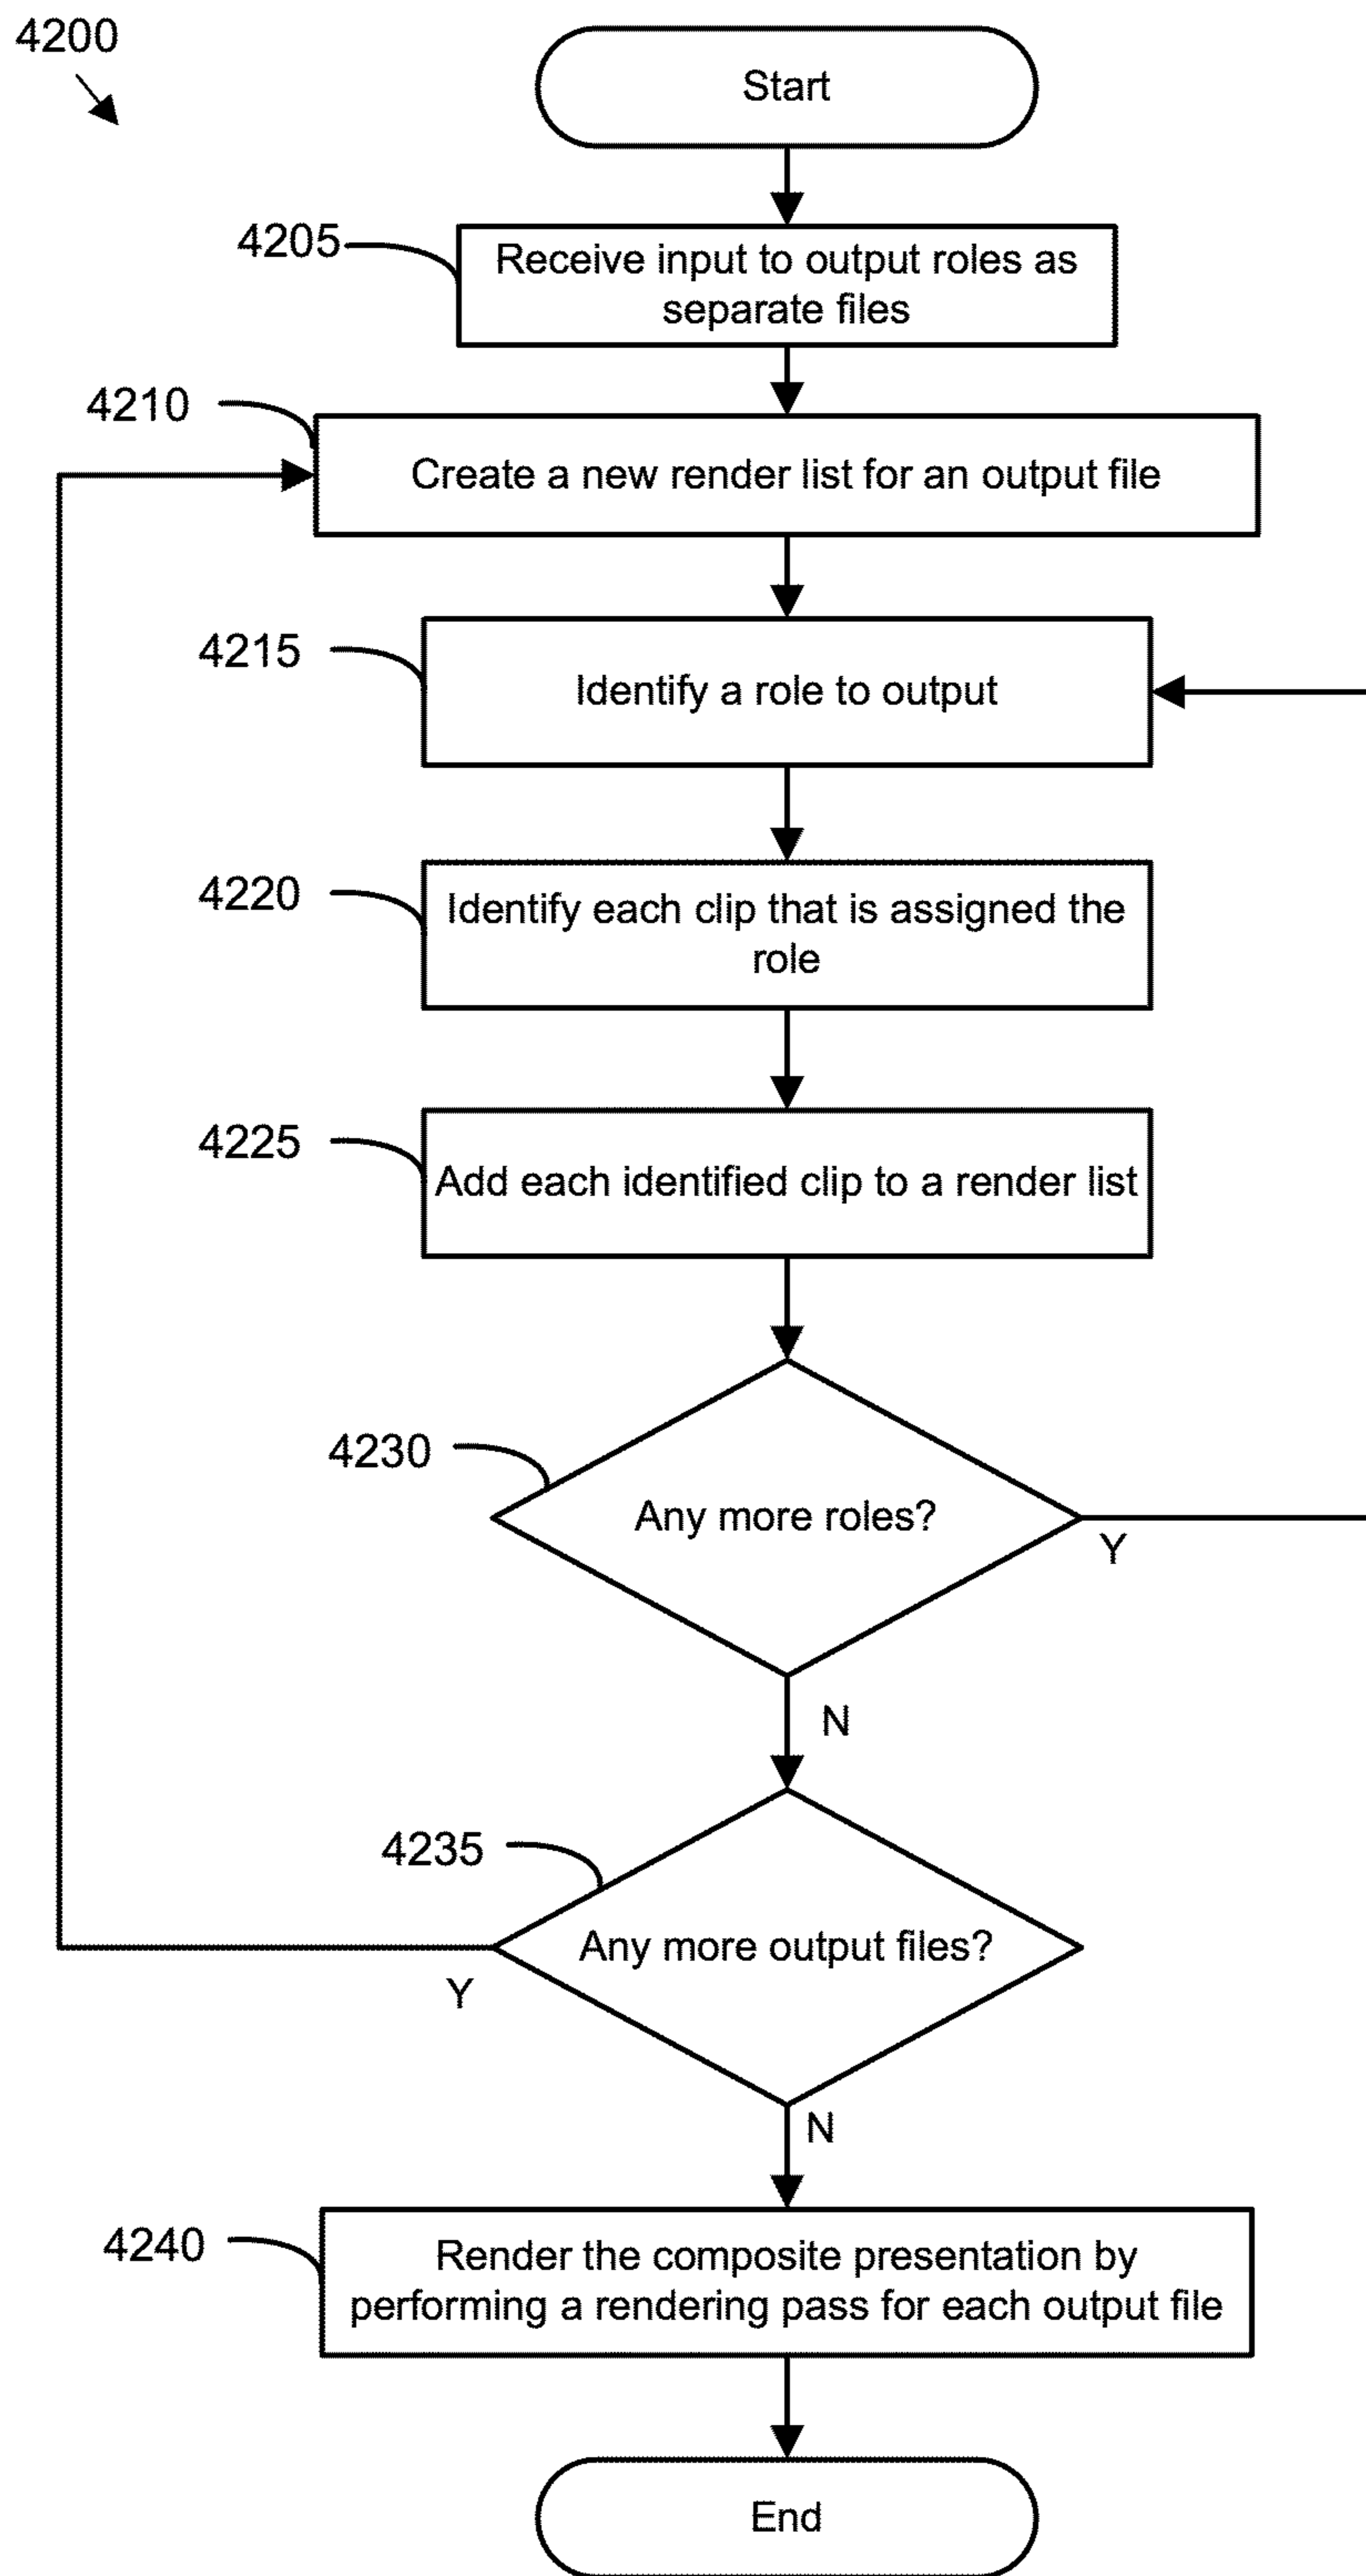 4200
Start
4205
Receive input to output roles as
separate files
4210
Create a new render list for an output file
4215
Identify a role to output
4220
Identify each clip that is assigned the
role
4225
Add each identified clip to a render list
4230
Any more roles?
Y
N
4235
Any more output files?
Y
N
4240
Render the composite presentation by
performing a rendering pass for each output file
End